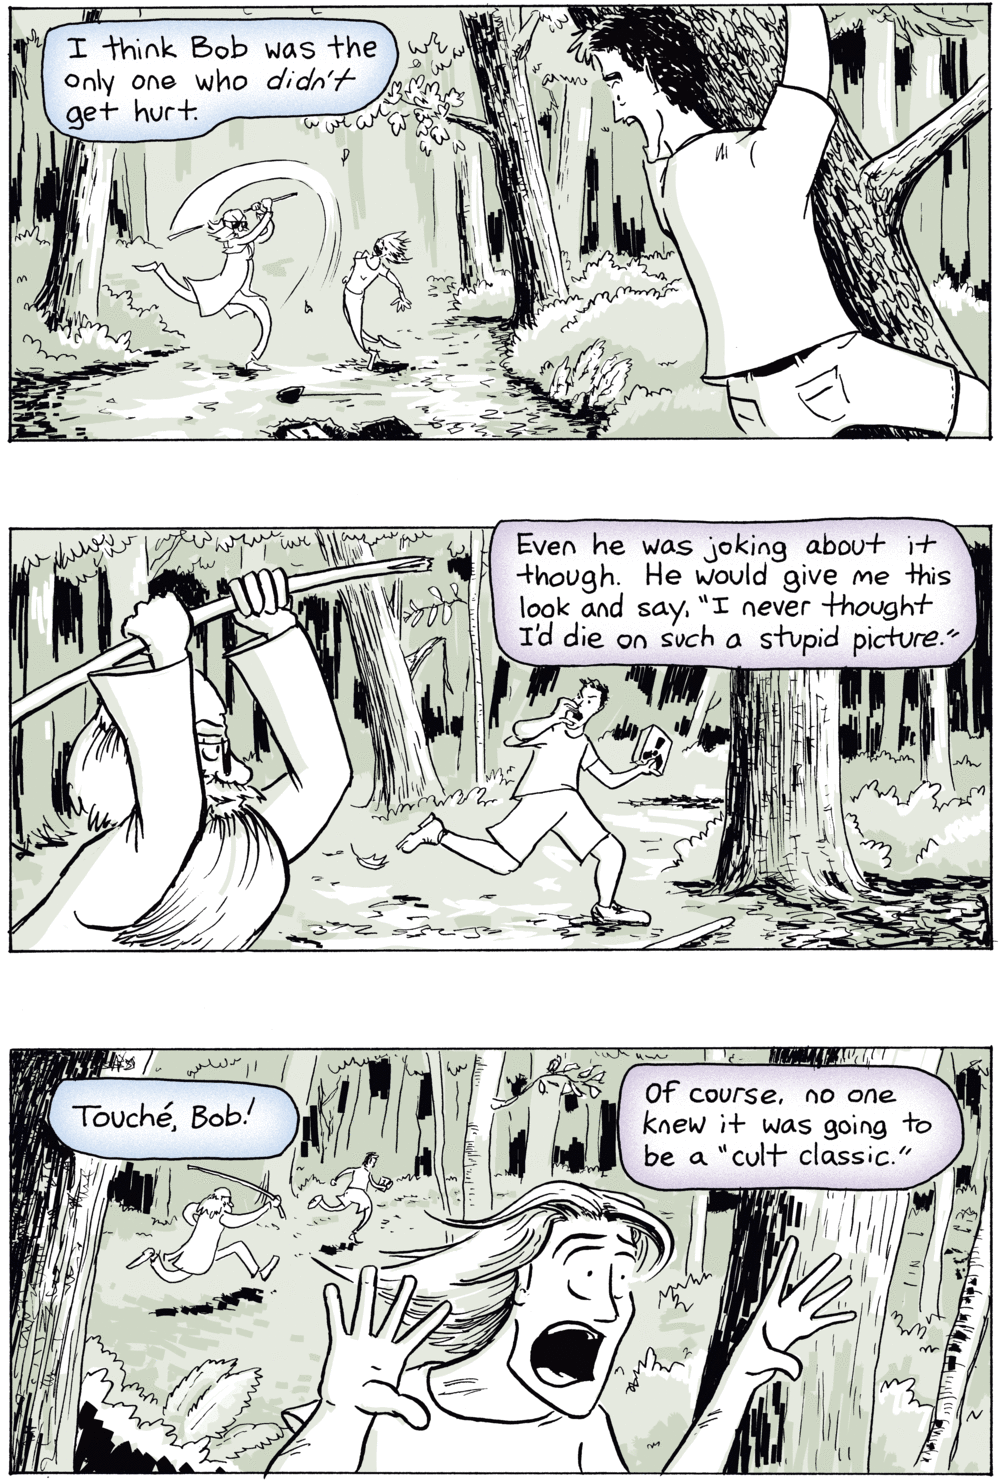 I think Bob was the
only one who didn't
get hurt.
Even he was joking about it
though. He would give me this
look and say, "I never thought
I'd die on such a stupid picture."
Touché, Bob!
Of course, no one
knew it was going to
be a "cult classic."